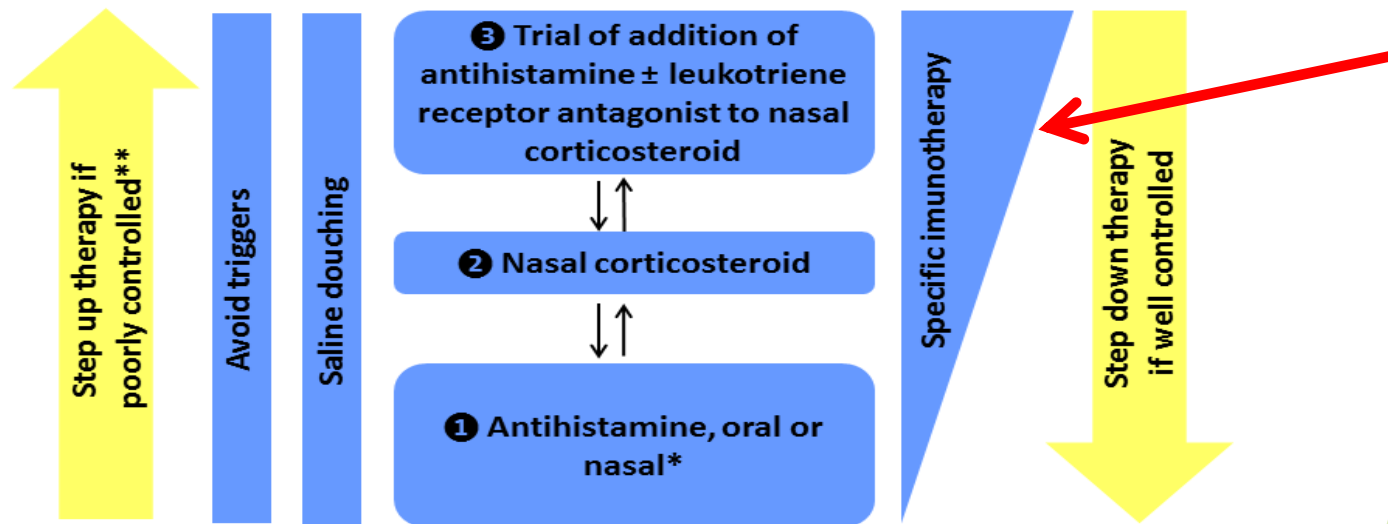 Step up therapy if
poorly controlled**
Avoid triggers
Saline douching
❸ Trial of addition of
antihistamine ± leukotriene
receptor antagonist to nasal
corticosteroid
❷ Nasal corticosteroid
❶ Antihistamine, oral or
nasal*
Specific imunotherapy
Step down therapy
if well controlled